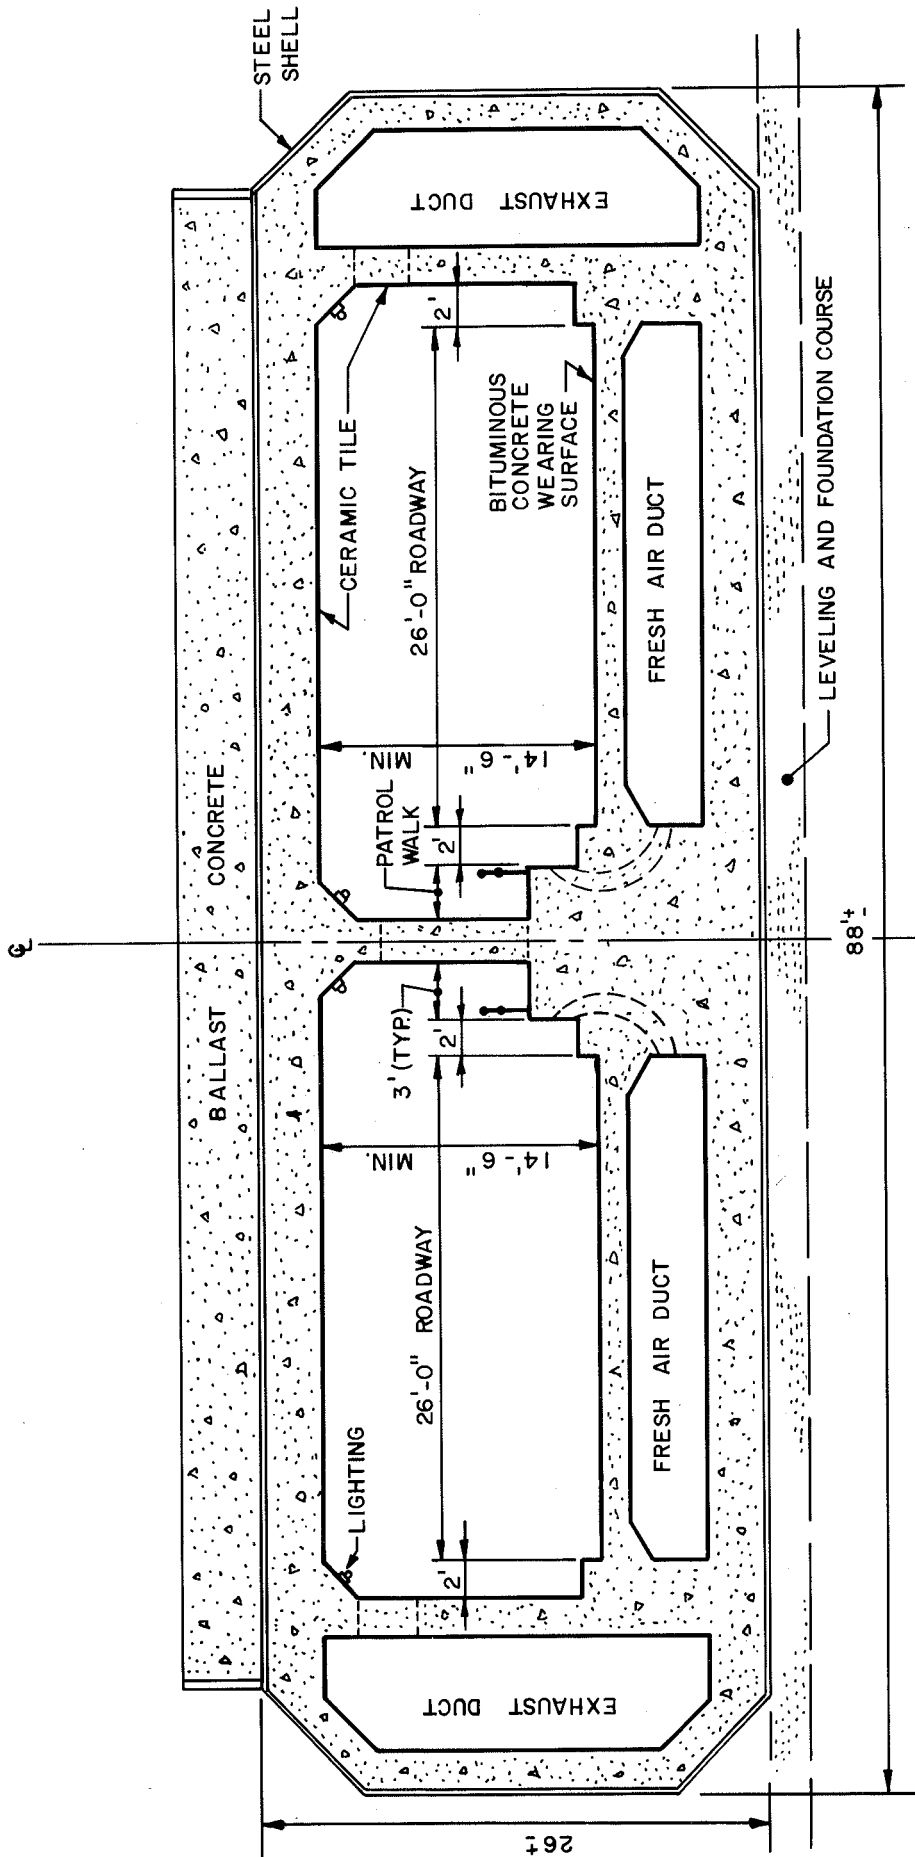 ℄
STEEL
SHELL
BALLAST CONCRETE
LIGHTING
CERAMIC TILE
EXHAUST DUCT
EXHAUST DUCT
2'
26'-0" ROADWAY
3' (TYP.)
2'
PATROL
WALK
2'
26'-0" ROADWAY
2'
14'-6"
MIN.
14'-6"
MIN.
BITUMINOUS
CONCRETE
WEARING
SURFACE
FRESH AIR DUCT
FRESH AIR DUCT
LEVELING AND FOUNDATION COURSE
26±
88'±